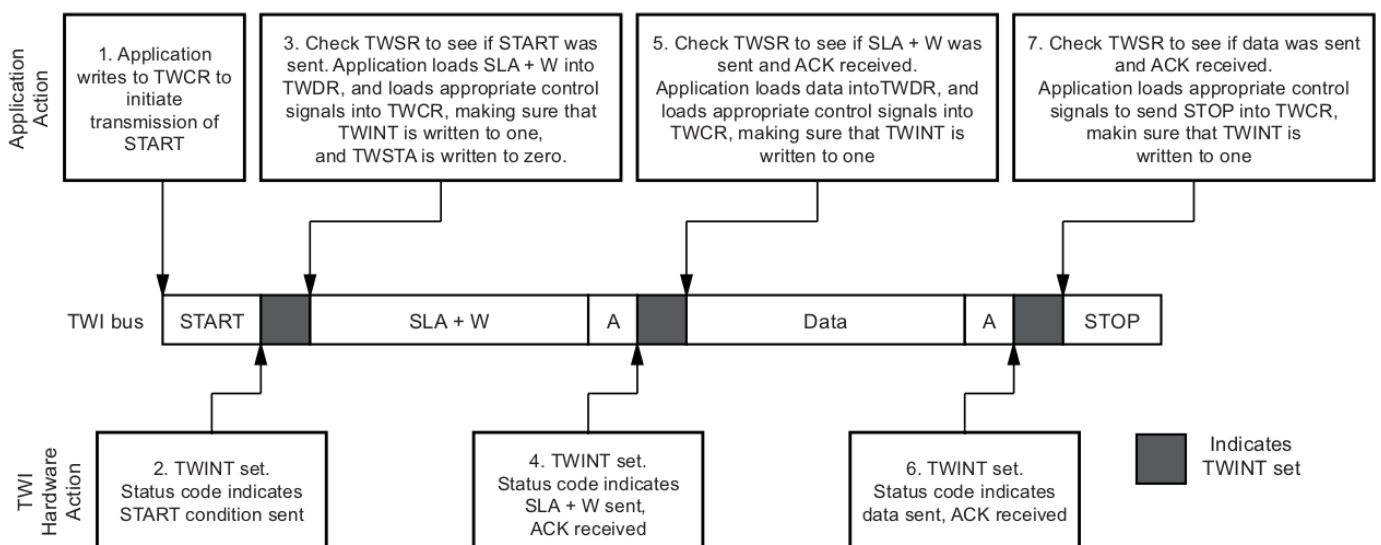 Application
Action
1. Application
writes to TWCR to
initiate
transmission of
START
3. Check TWSR to see if START was
sent. Application loads SLA + W into
TWDR, and loads appropriate control
signals into TWCR, making sure that
TWINT is written to one,
and TWSTA is written to zero.
5. Check TWSR to see if SLA + W was
sent and ACK received.
Application loads data intoTWDR, and
loads appropriate control signals into
TWCR, making sure that TWINT is
written to one
7. Check TWSR to see if data was sent
and ACK received.
Application loads appropriate control
signals to send STOP into TWCR,
makin sure that TWINT is
written to one
TWI bus
START
SLA + W
A
Data
A
STOP
TWI
Hardware
Action
2. TWINT set.
Status code indicates
START condition sent
4. TWINT set.
Status code indicates
SLA + W sent,
ACK received
6. TWINT set.
Status code indicates
data sent, ACK received
Indicates
TWINT set